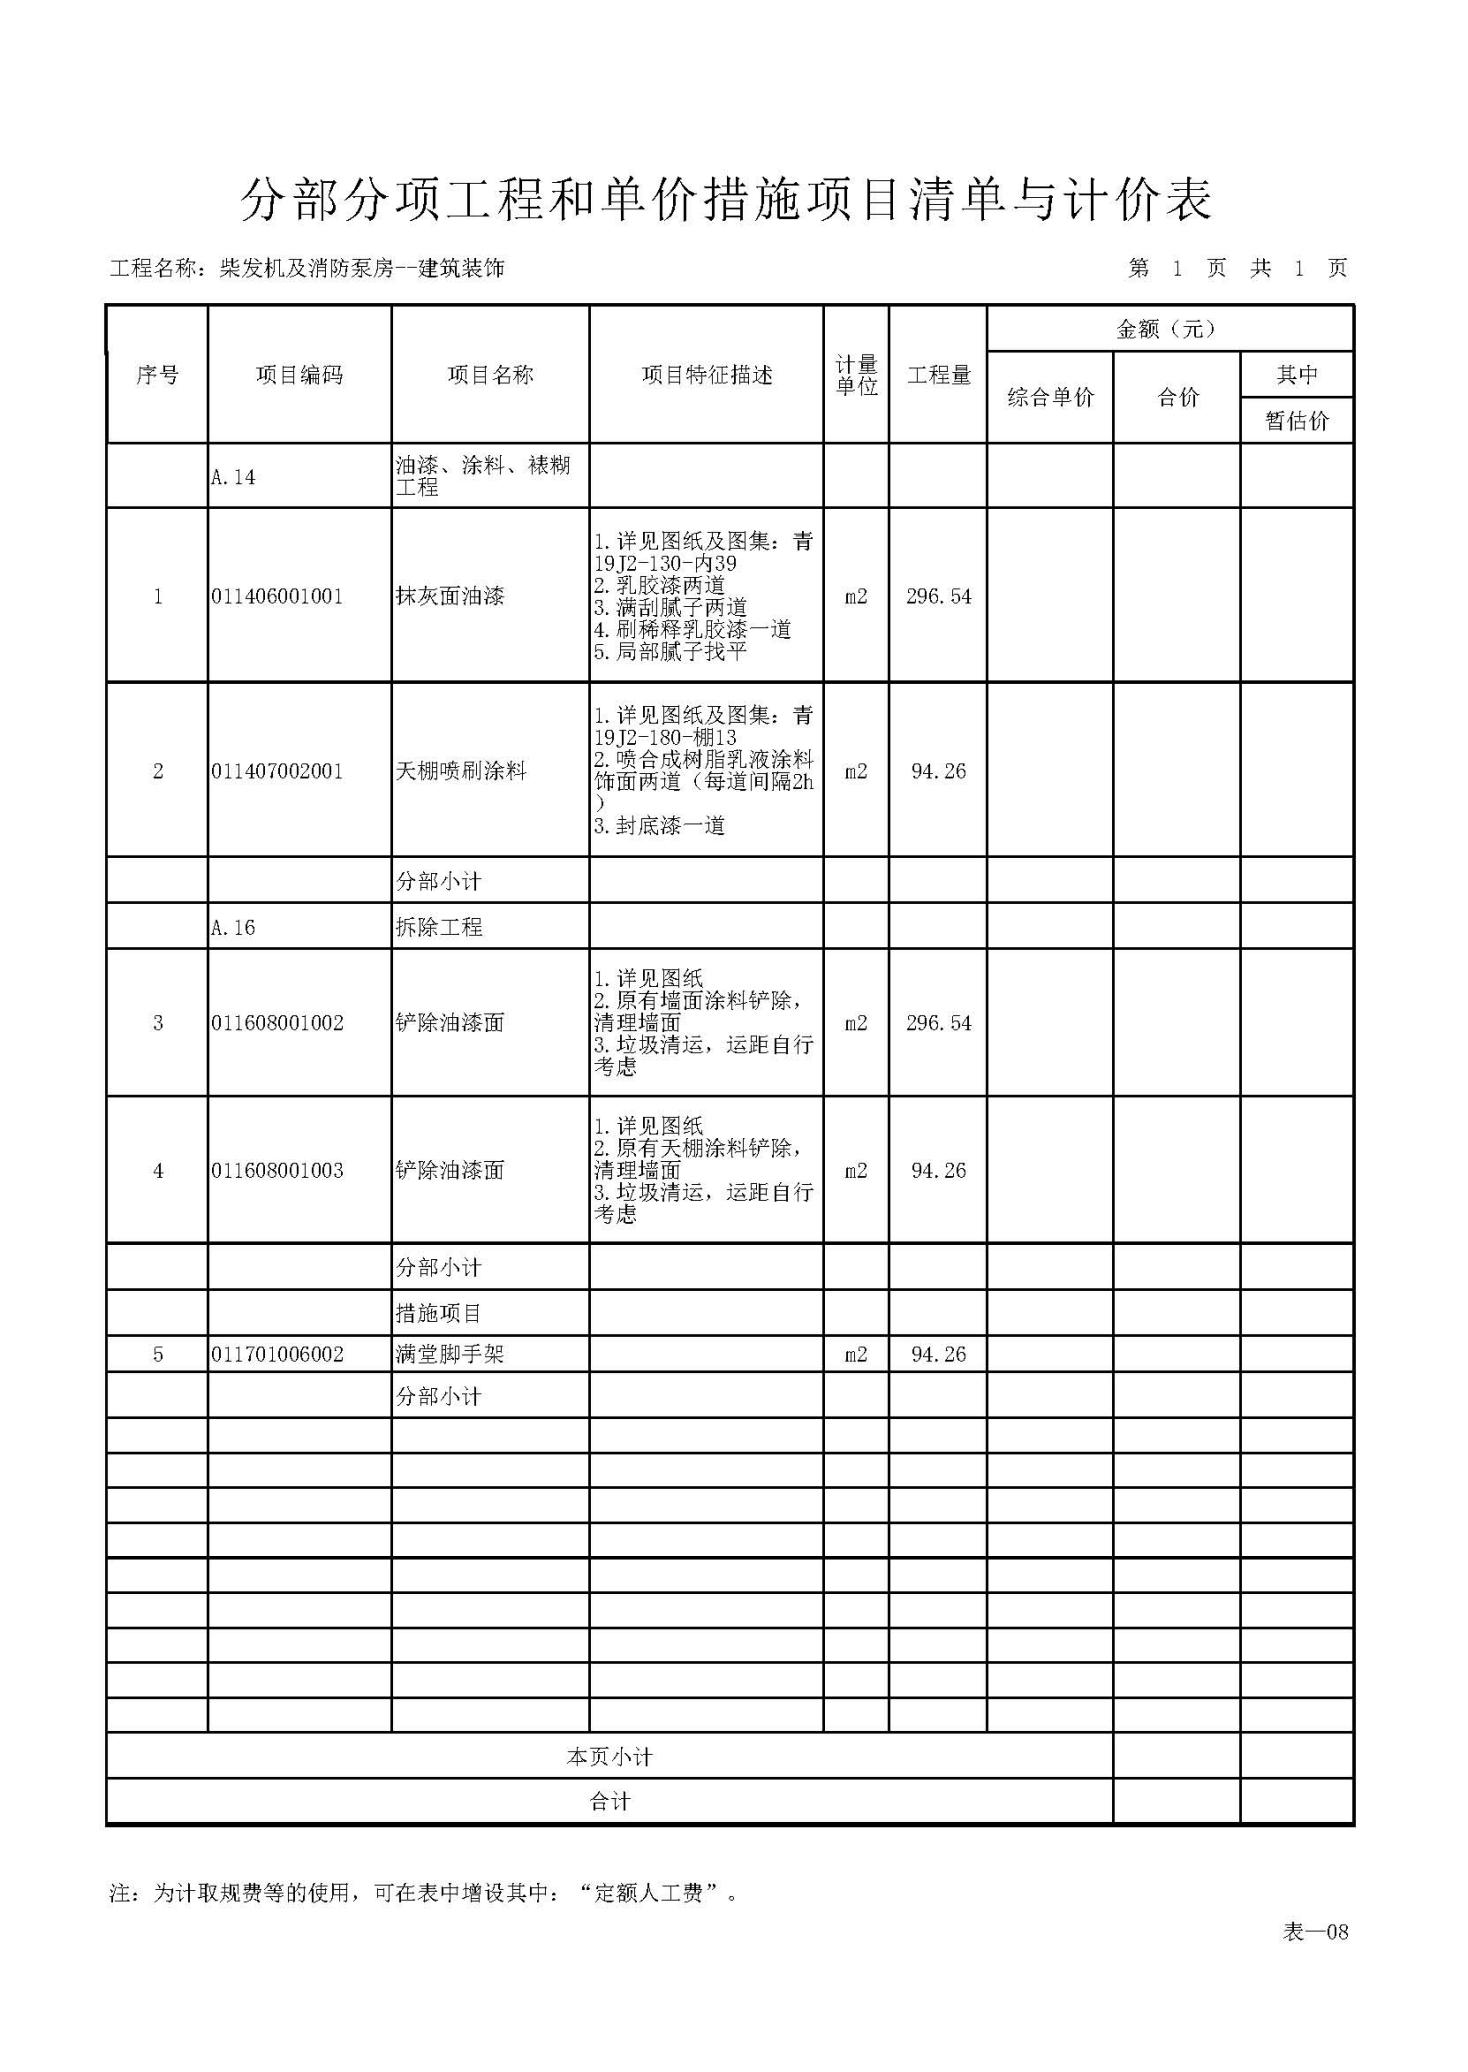 分部分项工程和单价措施项目清单与计价表
工程名称：柴发机及消防泵房--建筑装饰
第 1 页 共 1 页
序号 项目编码 项目名称 项目特征描述 计量单位 工程量 金额（元）
综合单价 合价 其中
暂估价
A.14 油漆、涂料、裱糊
工程
1 011406001001 抹灰面油漆 m2 296.54
1.详见图纸及图集：青
19J2-130-内39
2.乳胶漆两道
3.满刮腻子两道
4.刷稀释乳胶漆一道
5.局部腻子找平
2 011407002001 天棚喷刷涂料 m2 94.26
1.详见图纸及图集：青
19J2-180-棚13
2.喷合成树脂乳液涂料
饰面两道（每道间隔2h
）
3.封底漆一道
分部小计
A.16 拆除工程
3 011608001002 铲除油漆面 m2 296.54
1.详见图纸
2.原有墙面涂料铲除，
清理墙面
3.垃圾清运，运距自行
考虑
4 011608001003 铲除油漆面 m2 94.26
1.详见图纸
2.原有天棚涂料铲除，
清理墙面
3.垃圾清运，运距自行
考虑
分部小计
措施项目
5 011701006002 满堂脚手架 m2 94.26
分部小计
本页小计
合计
注：为计取规费等的使用，可在表中增设其中：“定额人工费”。
表—08